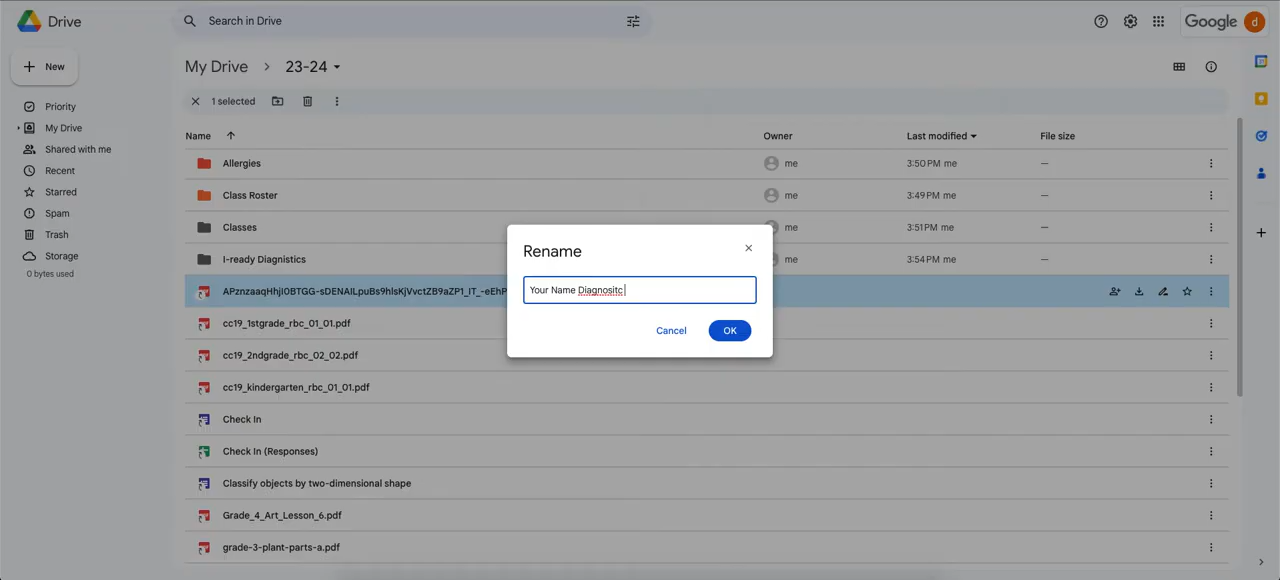 Drive
Search in Drive
Google
d
New
My Drive
23-24
1 selected
Priority
My Drive
Shared with me
Recent
Starred
Spam
Trash
Storage
0 bytes used
Name
Owner
Last modified
File size
Allergies
me
3:50 PM me
—
Class Roster
me
3:49 PM me
—
Classes
me
3:51 PM me
—
I-ready Diagnostics
me
3:54 PM me
—
cc19_1stgrade_rbc_01_01.pdf
cc19_2ndgrade_rbc_02_02.pdf
cc19_kindergarten_rbc_01_01.pdf
Check In
Check In (Responses)
Classify objects by two-dimensional shape
Grade_4_Art_Lesson_6.pdf
grade-3-plant-parts-a.pdf
Rename
Your Name Diagnositc
Cancel
OK